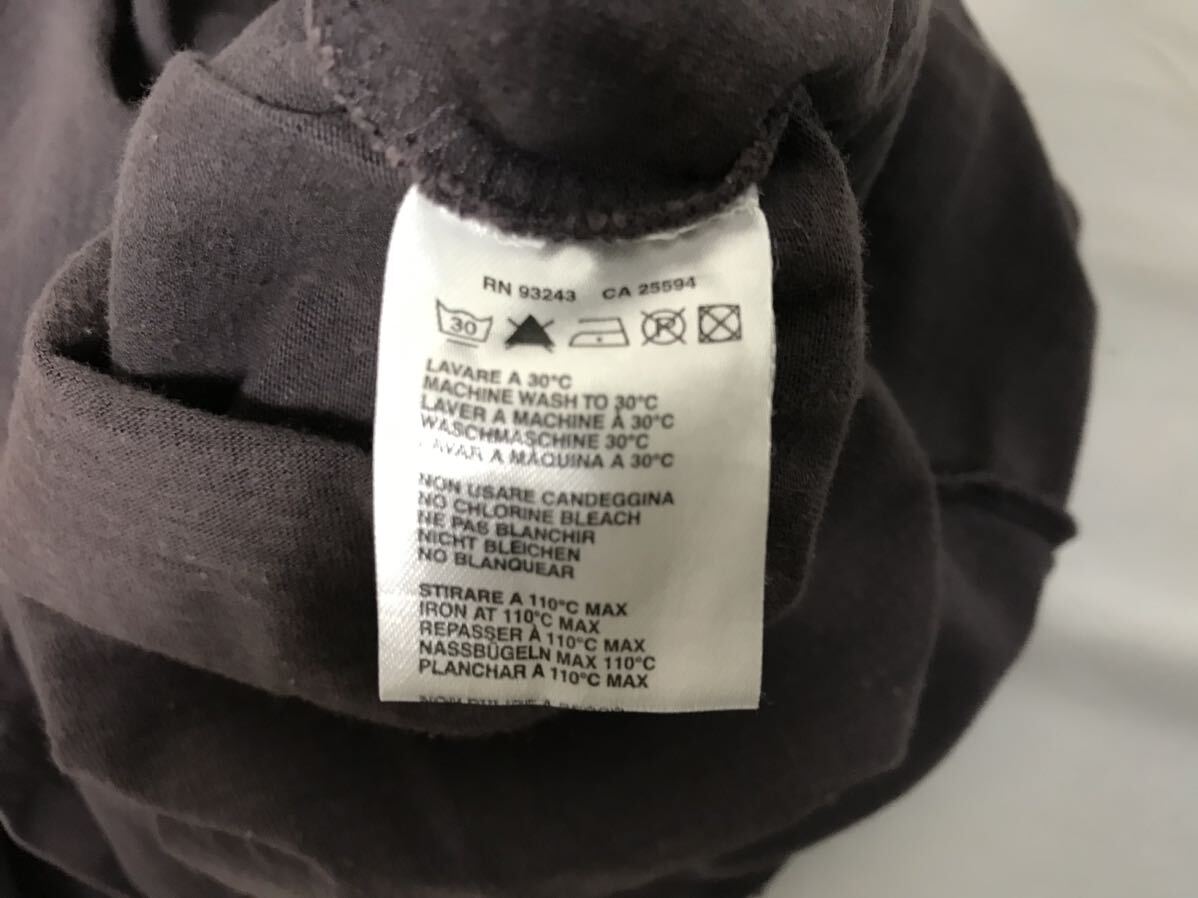 RN 93243 CA 25594
30 R
LAVARE A 30°C
MACHINE WASH TO 30°C
LAVER A MACHINE À 30°C
WASCHMASCHINE 30°C
LAVAR A MAQUINA A 30°C
NON USARE CANDEGGINA
NO CHLORINE BLEACH
NE PAS BLANCHIR
NICHT BLEICHEN
NO BLANQUEAR
STIRARE A 110°C MAX
IRON AT 110°C MAX
REPASSER À 110°C MAX
NASSBÜGELN MAX 110°C
PLANCHAR A 110°C MAX